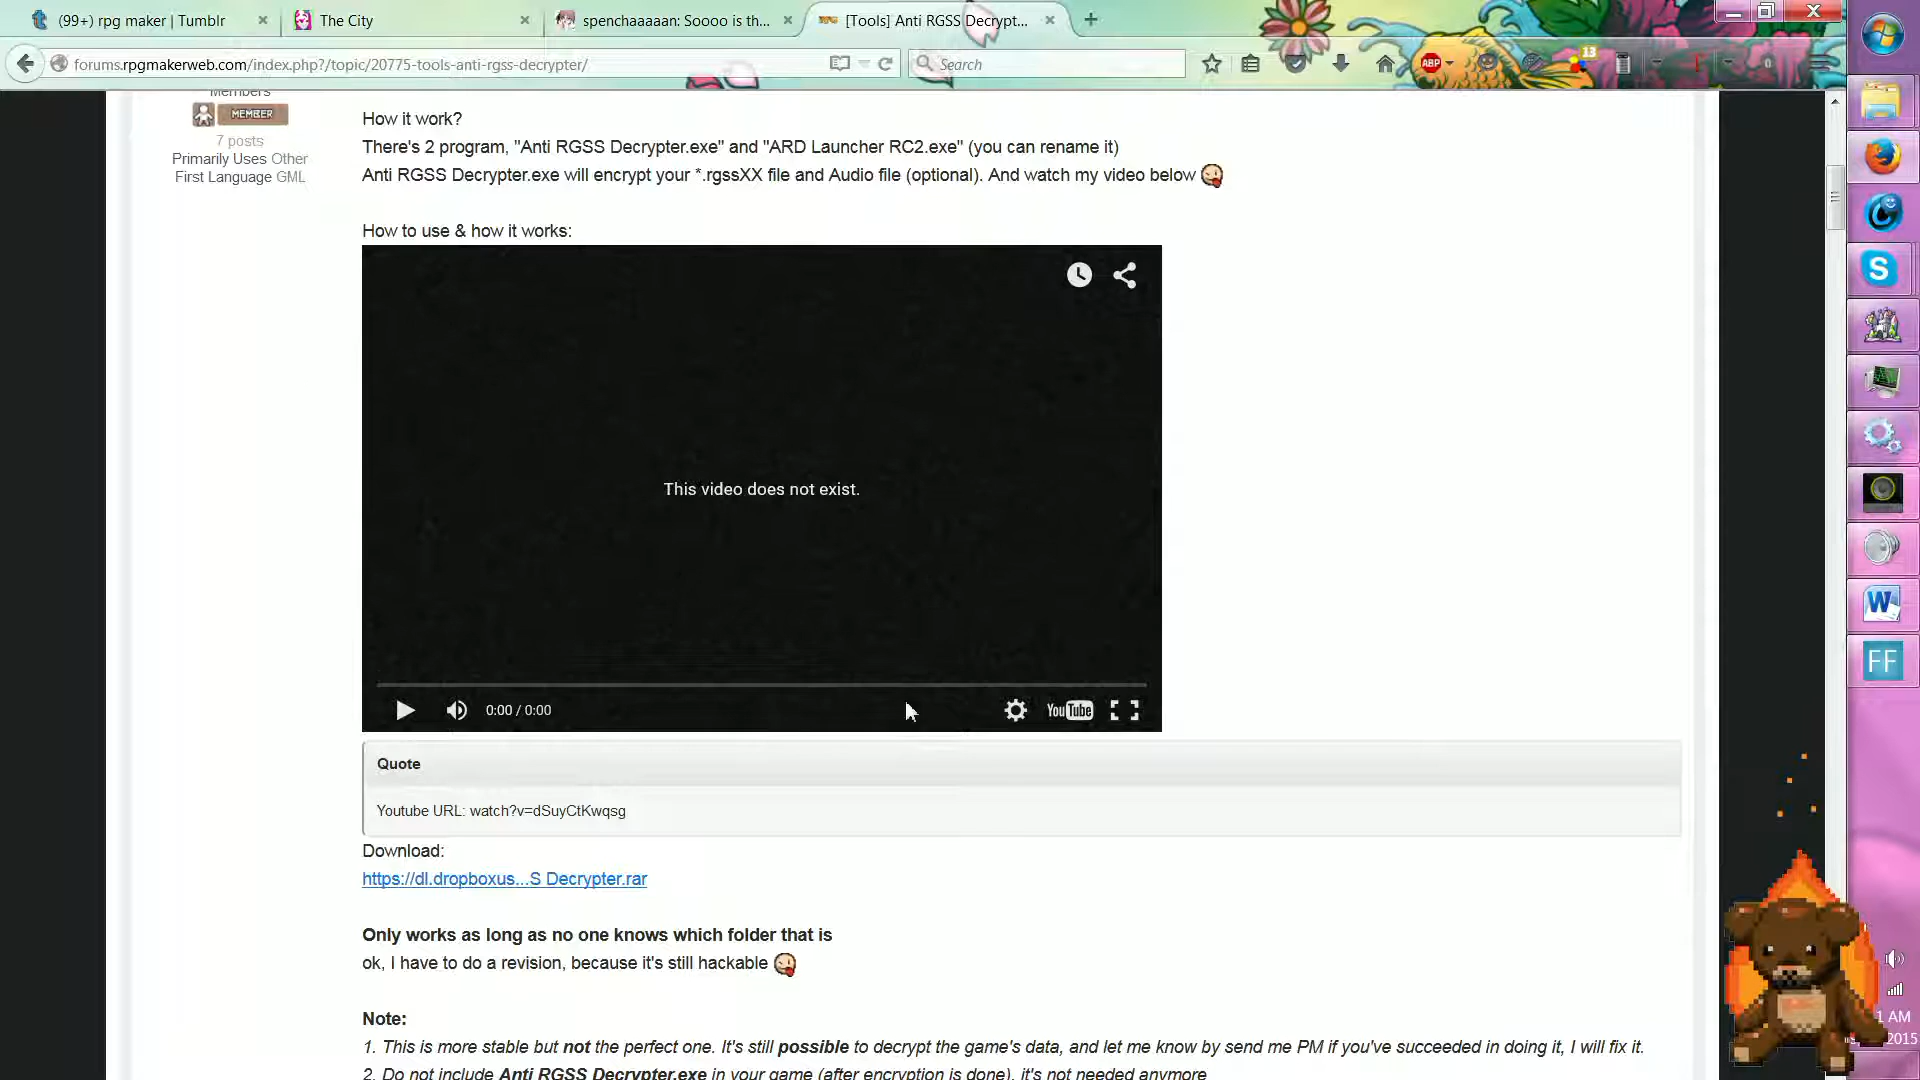 (99+) rpg maker | Tumblr
The City
spenchaaaaan: Soooo is th...
[Tools] Anti RGSS Decrypt...
forums.rpgmakerweb.com/index.php?/topic/20775-tools-anti-rgss-decrypter/
Search
ABP
13
Members
MEMBER
7 posts
Primarily Uses Other
First Language GML
How it work?
There's 2 program, "Anti RGSS Decrypter.exe" and "ARD Launcher RC2.exe" (you can rename it)
Anti RGSS Decrypter.exe will encrypt your *.rgssXX file and Audio file (optional). And watch my video below
How to use & how it works:
This video does not exist.
0:00 / 0:00
YouTube
Quote
Youtube URL: watch?v=dSuyCtKwqsg
Download:
https://dl.dropboxus...S Decrypter.rar
Only works as long as no one knows which folder that is
ok, I have to do a revision, because it's still hackable
Note:
1. This is more stable but not the perfect one. It's still possible to decrypt the game's data, and let me know by send me PM if you've succeeded in doing it, I will fix it.
2. Do not include Anti RGSS Decrypter.exe in your game (after encryption is done), it's not needed anymore
S
W
FF
1 AM
2015